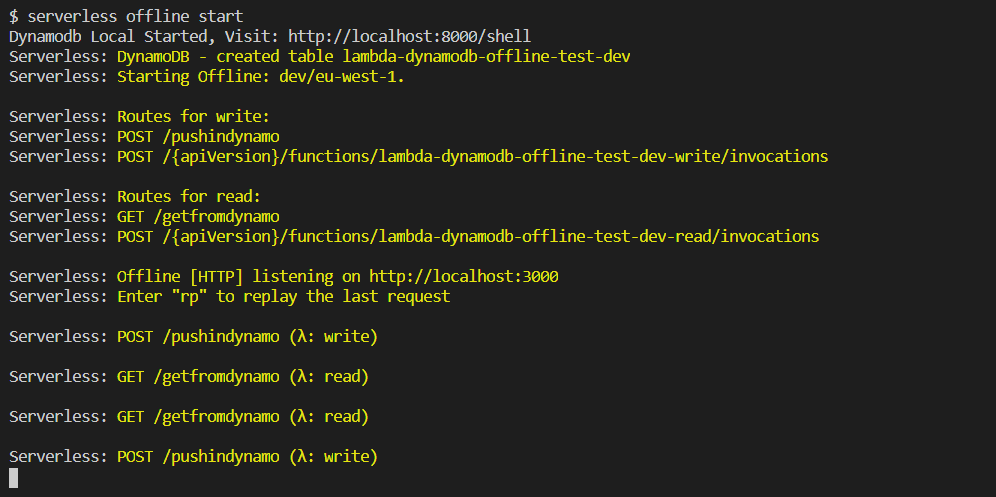 $ serverless offline start
Dynamodb Local Started, Visit: http://localhost:8000/shell
Serverless: DynamoDB - created table lambda-dynamodb-offline-test-dev
Serverless: Starting Offline: dev/eu-west-1.
Serverless: Routes for write:
Serverless: POST /pushindynamo
Serverless: POST /{apiVersion}/functions/lambda-dynamodb-offline-test-dev-write/invocations
Serverless: Routes for read:
Serverless: GET /getfromdynamo
Serverless: POST /{apiVersion}/functions/lambda-dynamodb-offline-test-dev-read/invocations
Serverless: Offline [HTTP] listening on http://localhost:3000
Serverless: Enter "rp" to replay the last request
Serverless: POST /pushindynamo (λ: write)
Serverless: GET /getfromdynamo (λ: read)
Serverless: GET /getfromdynamo (λ: read)
Serverless: POST /pushindynamo (λ: write)